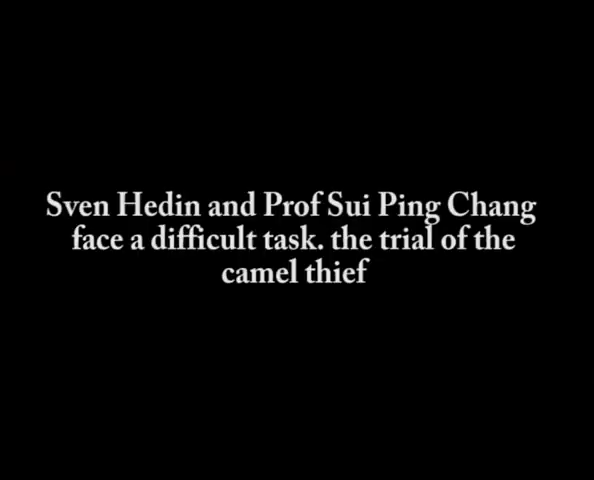 Sven Hedin and Prof Sui Ping Chang
face a difficult task. the trial of the
camel thief